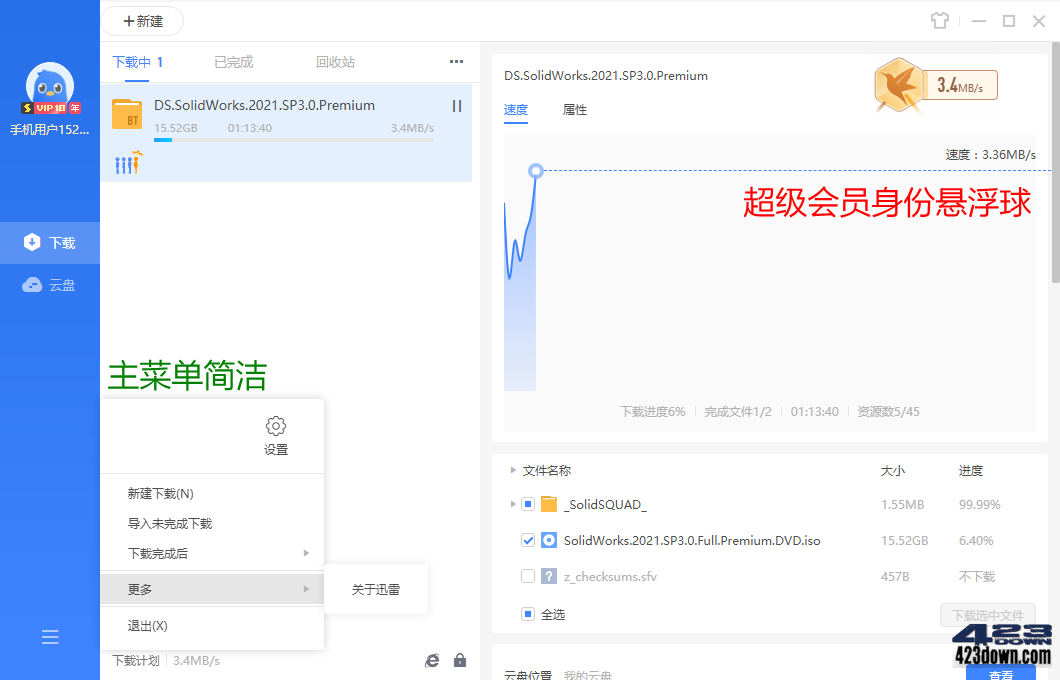 新建
下载中 1 已完成 回收站 •••
手机用户152...
DS.SolidWorks.2021.SP3.0.Premium
BT
15.52GB 01:13:40 3.4MB/s
下载
云盘
主菜单简洁
设置
新建下载(N)
导入未完成下载
下载完成后
更多
关于迅雷
退出(X)
下载计划 3.4MB/s
DS.SolidWorks.2021.SP3.0.Premium
3.4MB/s
速度 属性
速度：3.36MB/s
超级会员身份悬浮球
下载进度6% 完成文件1/2 01:13:40 资源数5/45
文件名称 大小 进度
_SolidSQUAD_ 1.55MB 99.99%
SolidWorks.2021.SP3.0.Full.Premium.DVD.iso 15.52GB 6.40%
z_checksums.sfv 457B 不下载
全选
下载选中文件
423 DOWN
423down.com
云盘位置 我的云盘 查看